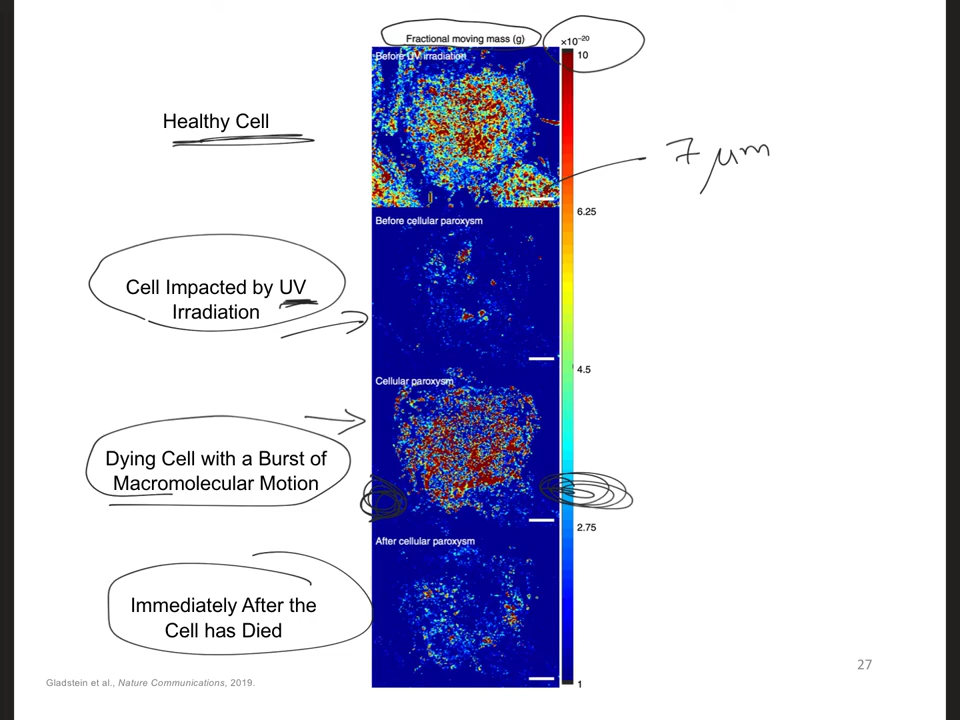 Fractional moving mass (g)
×10⁻²⁰
10
Before UV irradiation
Healthy Cell
7 μm
6.25
Before cellular paroxysm
Cell Impacted by UV
Irradiation
4.5
Cellular paroxysm
Dying Cell with a Burst of
Macromolecular Motion
2.75
After cellular paroxysm
Immediately After the
Cell has Died
1
27
Gladstein et al., Nature Communications, 2019.